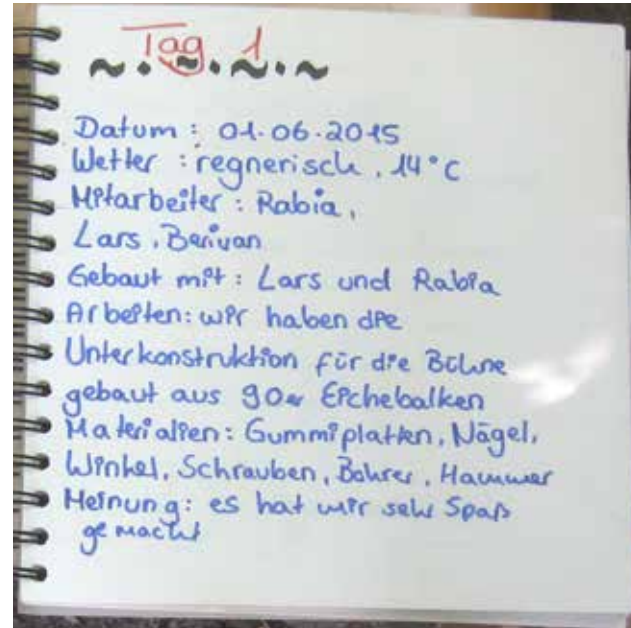 Tag 1
~ . ~ . ~ . ~
Datum : 01.06.2015
Wetter : regnerisch, 14°C
Mitarbeiter : Rabia,
Lars, Berivan
Gebaut mit : Lars und Rabia
Arbeiten: wir haben die
Unterkonstruktion für die Bühne
gebaut aus 90er Eichebalken
Materialien: Gummiplatten, Nägel,
Winkel, Schrauben, Bohrer, Hammer
Meinung: es hat mir sehr Spaß
gemacht